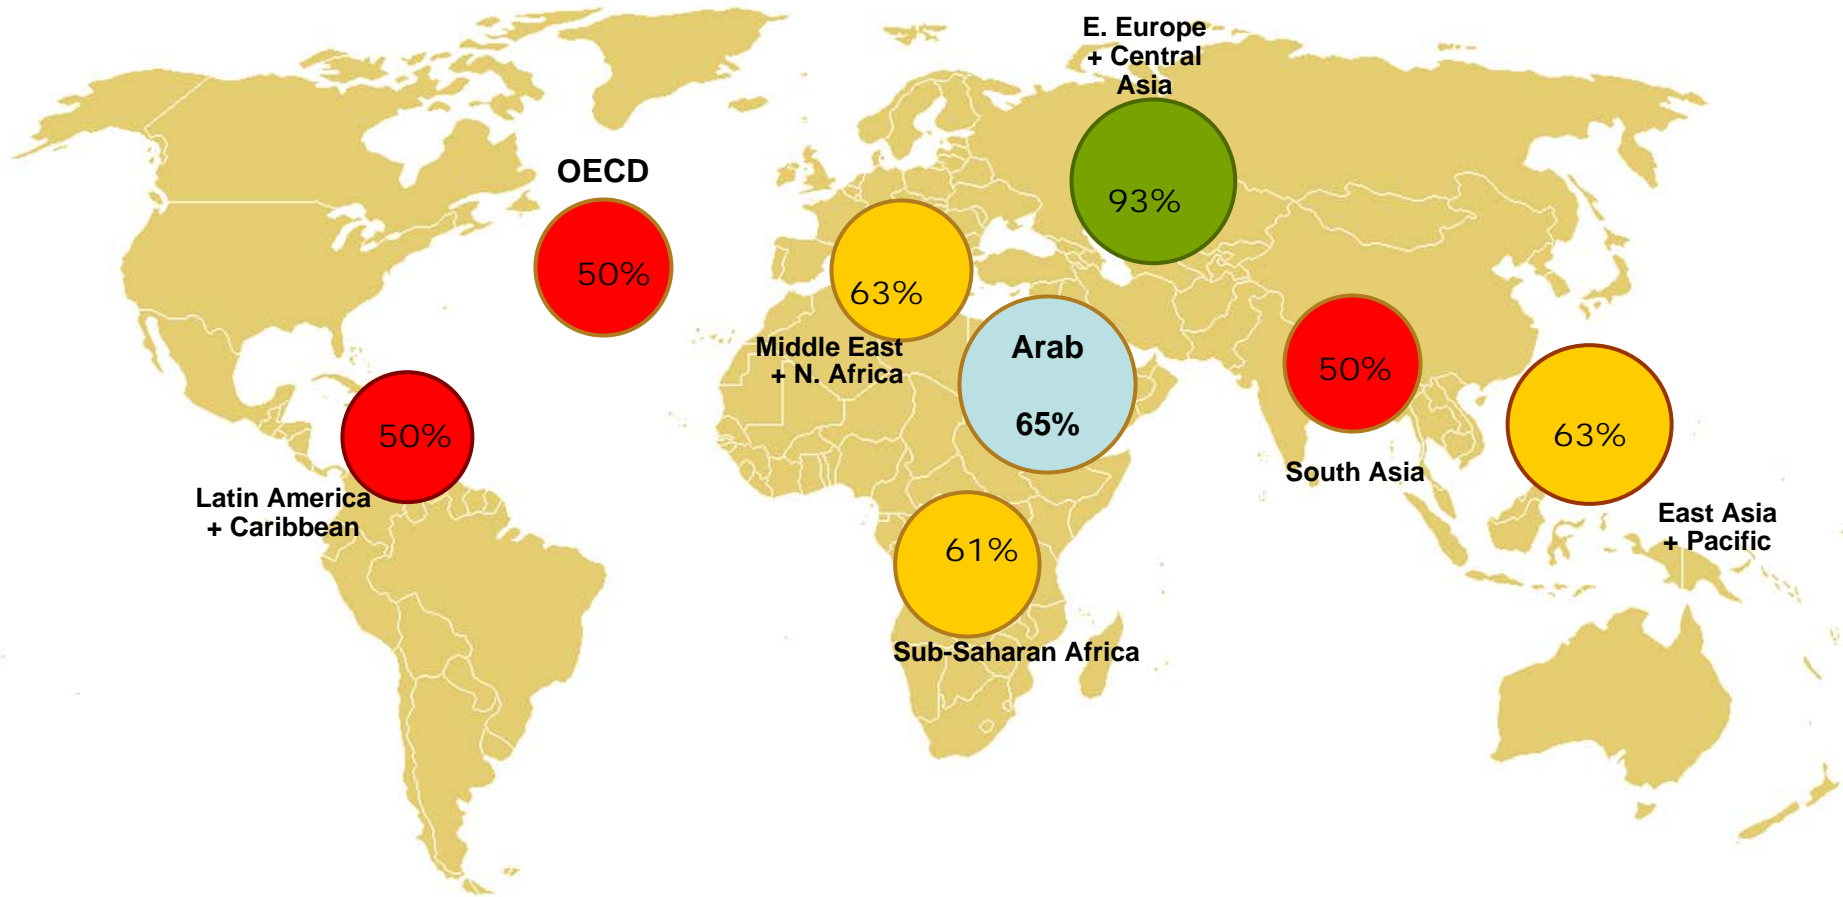 E. Europe
+ Central
Asia
93%
OECD
50%
63%
Middle East
+ N. Africa
Arab
65%
50%
South Asia
63%
East Asia
+ Pacific
50%
Latin America
+ Caribbean
61%
Sub-Saharan Africa